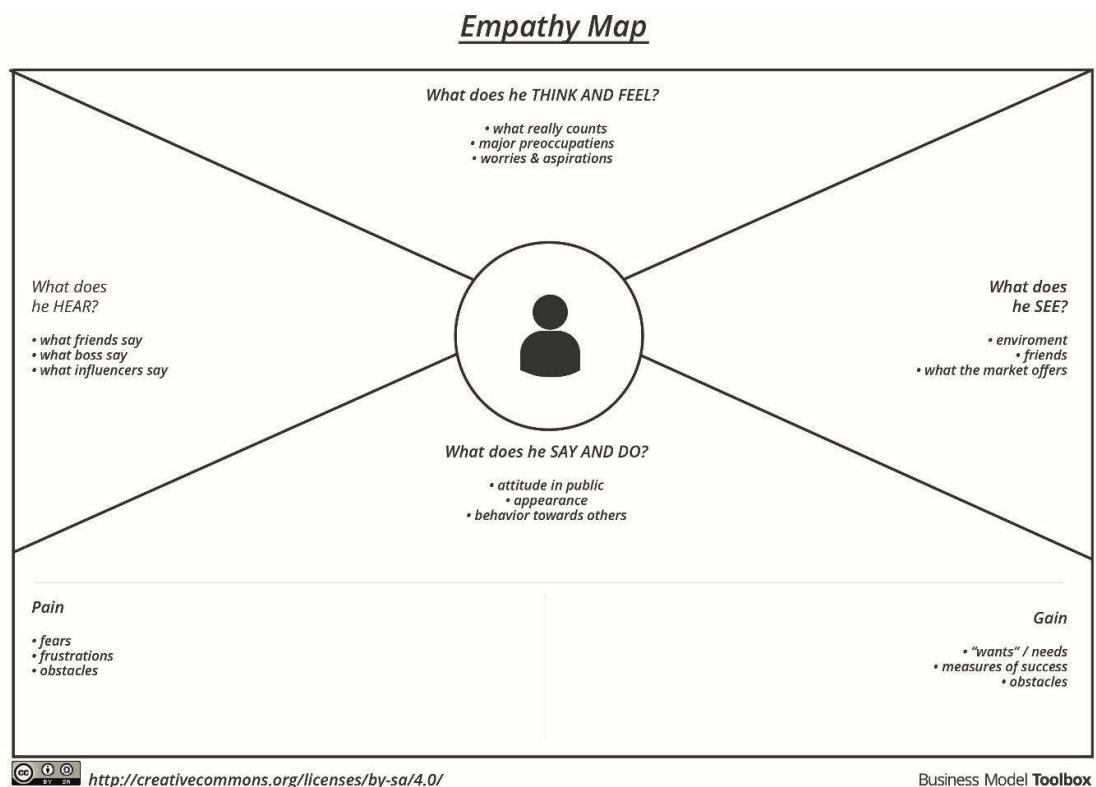 Empathy Map
What does he THINK AND FEEL?
• what really counts
• major preoccupatiens
• worries & aspirations
What does
he HEAR?
• what friends say
• what boss say
• what influencers say
What does
he SEE?
• enviroment
• friends
• what the market offers
What does he SAY AND DO?
• attitude in public
• appearance
• behavior towards others
Pain
• fears
• frustrations
• obstacles
Gain
• “wants” / needs
• measures of success
• obstacles
cc BY SA
http://creativecommons.org/licenses/by-sa/4.0/
Business Model Toolbox